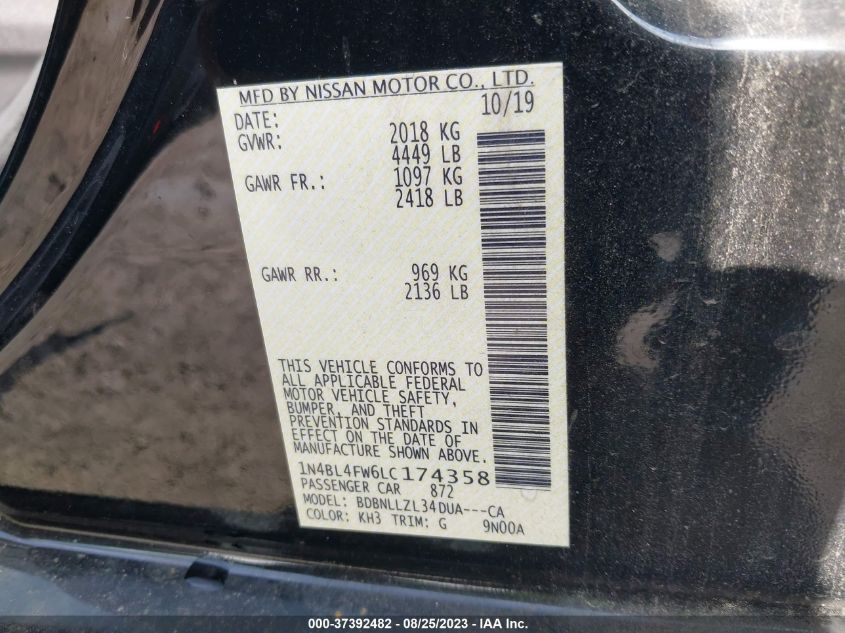 MFD BY NISSAN MOTOR CO., LTD.
DATE: 10/19
GVWR: 2018 KG
4449 LB
GAWR FR.: 1097 KG
2418 LB
GAWR RR.: 969 KG
2136 LB
THIS VEHICLE CONFORMS TO
ALL APPLICABLE FEDERAL
MOTOR VEHICLE SAFETY,
BUMPER, AND THEFT
PREVENTION STANDARDS IN
EFFECT ON THE DATE OF
MANUFACTURE SHOWN ABOVE.
1N4BL4FW6LC174358
PASSENGER CAR 872
MODEL: BDBNLLZL34DUA---CA
COLOR: KH3 TRIM: G 9N00A
000-37392482 - 08/25/2023 - IAA Inc.